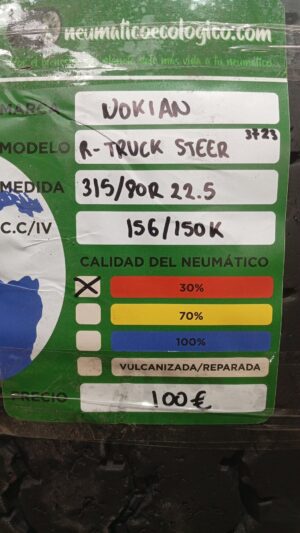 neumaticoecologico.com
MARCA NOKIAN
3723
MODELO R-TRUCK STEER
MEDIDA 315/80R 22.5
C.C/IV 156/150K
CALIDAD DEL NEUMÁTICO
30%
70%
100%
VULCANIZADA/REPARADA
PRECIO 100€